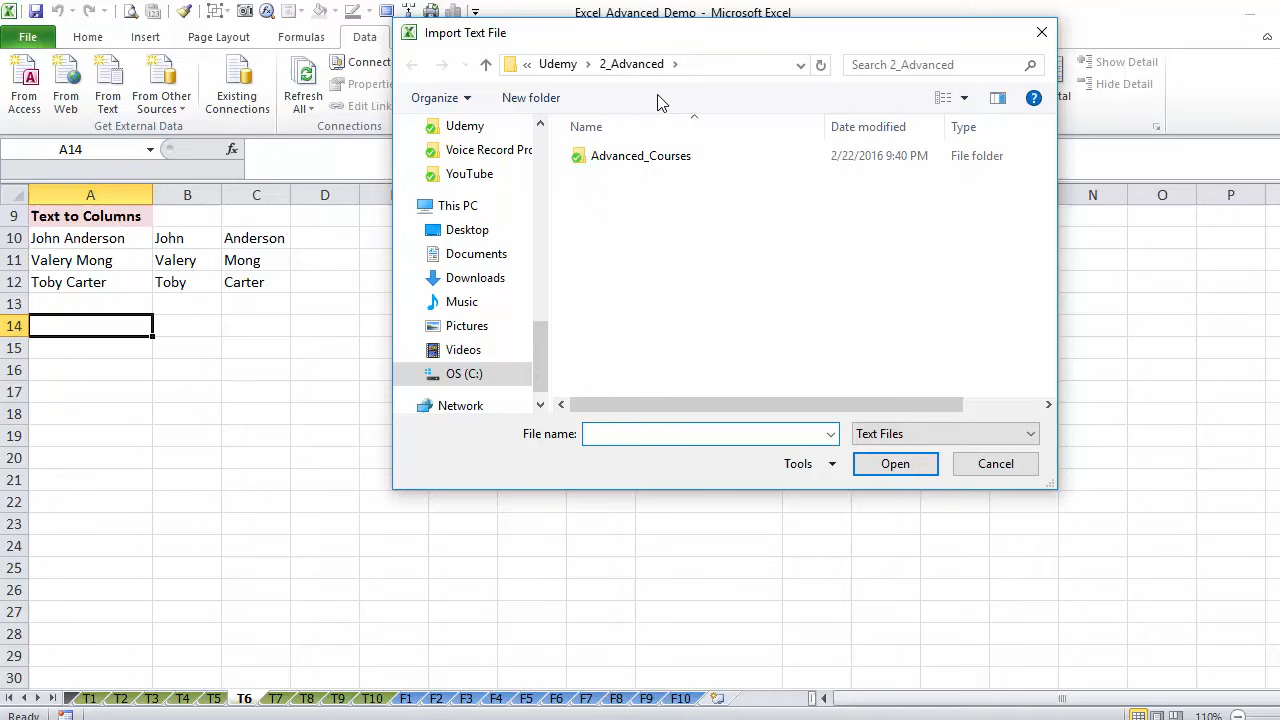 Excel_Advanced_Demo - Microsoft Excel
File Home Insert Page Layout Formulas Data
From Access
From Web
From Text
From Other Sources
Existing Connections
Refresh All
Connect
Properti
Edit Link
Get External Data
Connections
Show Detail
Hide Detail
Import Text File
« Udemy › 2_Advanced ›
Search 2_Advanced
Organize
New folder
Name
Date modified
Type
Udemy
Voice Record Pro
YouTube
This PC
Desktop
Documents
Downloads
Music
Pictures
Videos
OS (C:)
Network
Advanced_Courses 2/22/2016 9:40 PM File folder
File name:
Text Files
Tools
Open
Cancel
A14
fx
A B C D N O P
9 Text to Columns
10 John Anderson John Anderson
11 Valery Mong Valery Mong
12 Toby Carter Toby Carter
13
14
15
16
17
18
19
20
21
22
23
24
25
26
27
28
29
30
T1 T2 T3 T4 T5 T6 T7 T8 T9 T10 F1 F2 F3 F4 F5 F6 F7 F8 F9 F10
Ready
110%